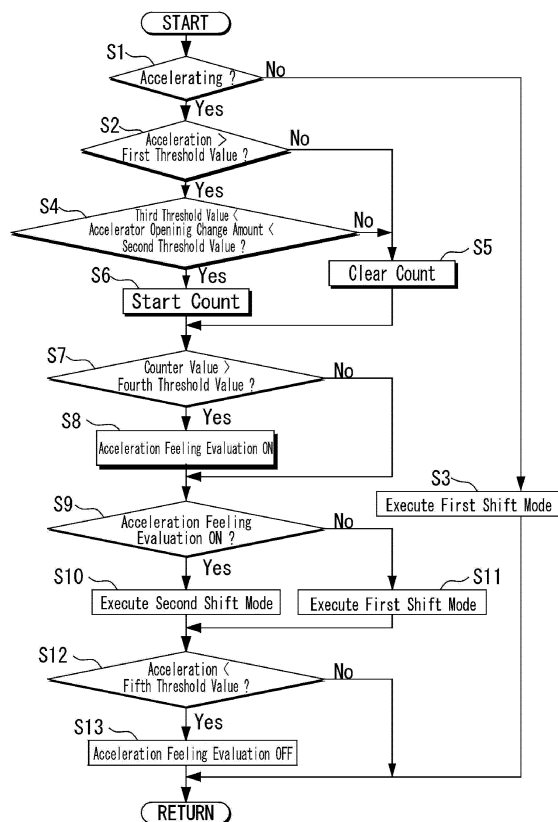 START
S1
Accelerating ?
No
Yes
S2
Acceleration >
First Threshold Value ?
No
Yes
S4
Third Threshold Value <
Accelerator Openinig Change Amount <
Second Threshold Value ?
No
Yes
S5
Clear Count
S6
Start Count
S7
Counter Value >
Fourth Threshold Value ?
No
Yes
S8
Acceleration Feeling Evaluation ON
S3
Execute First Shift Mode
S9
Acceleration Feeling
Evaluation ON ?
No
Yes
S10
Execute Second Shift Mode
S11
Execute First Shift Mode
S12
Acceleration <
Fifth Threshold Value ?
No
Yes
S13
Acceleration Feeling Evaluation OFF
RETURN